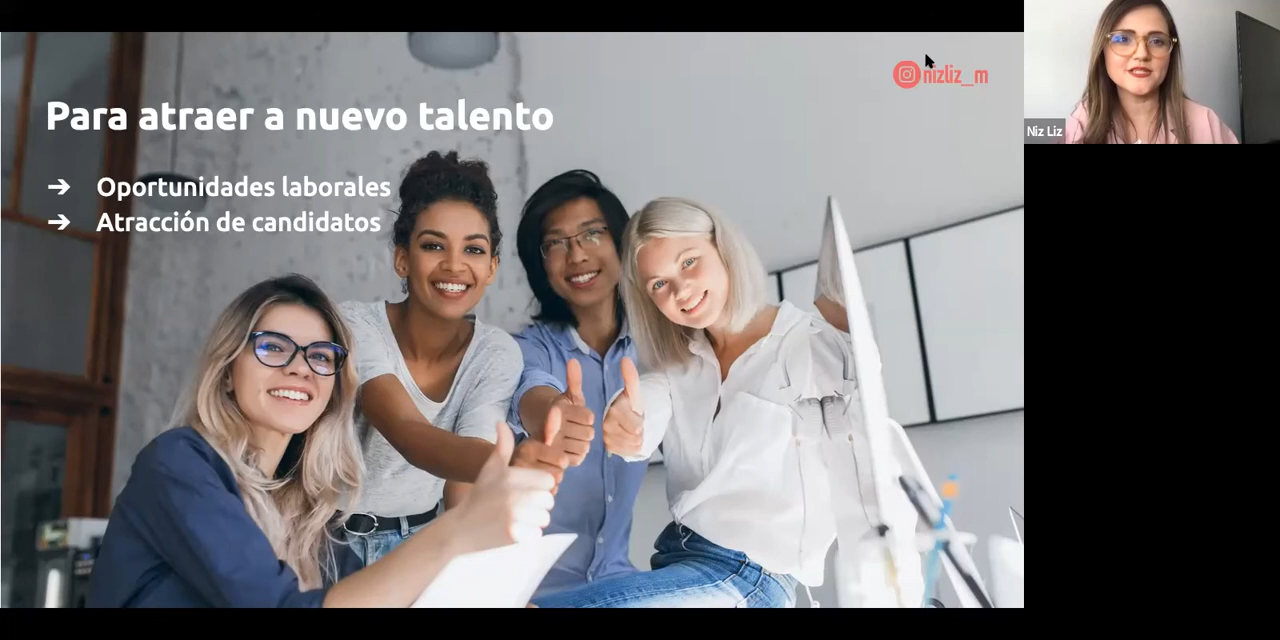 nizliz_m
Para atraer a nuevo talento
➔ Oportunidades laborales
➔ Atracción de candidatos
Niz Liz